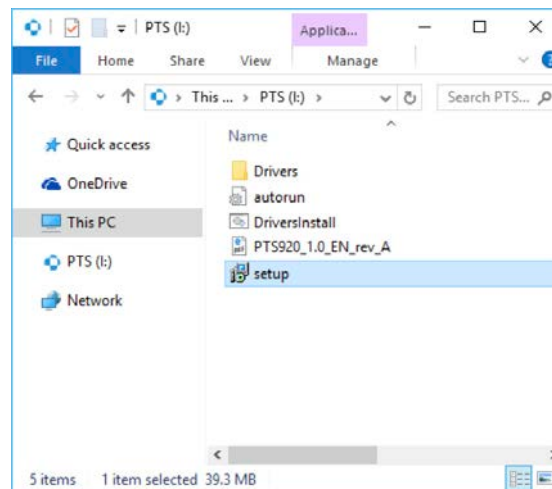 PTS (I:)
Applica...
File Home Share View Manage
This ... PTS (I:)
Search PTS...
Quick access
OneDrive
This PC
PTS (I:)
Network
Name
Drivers
autorun
DriversInstall
PTS920_1.0_EN_rev_A
setup
5 items 1 item selected 39.3 MB